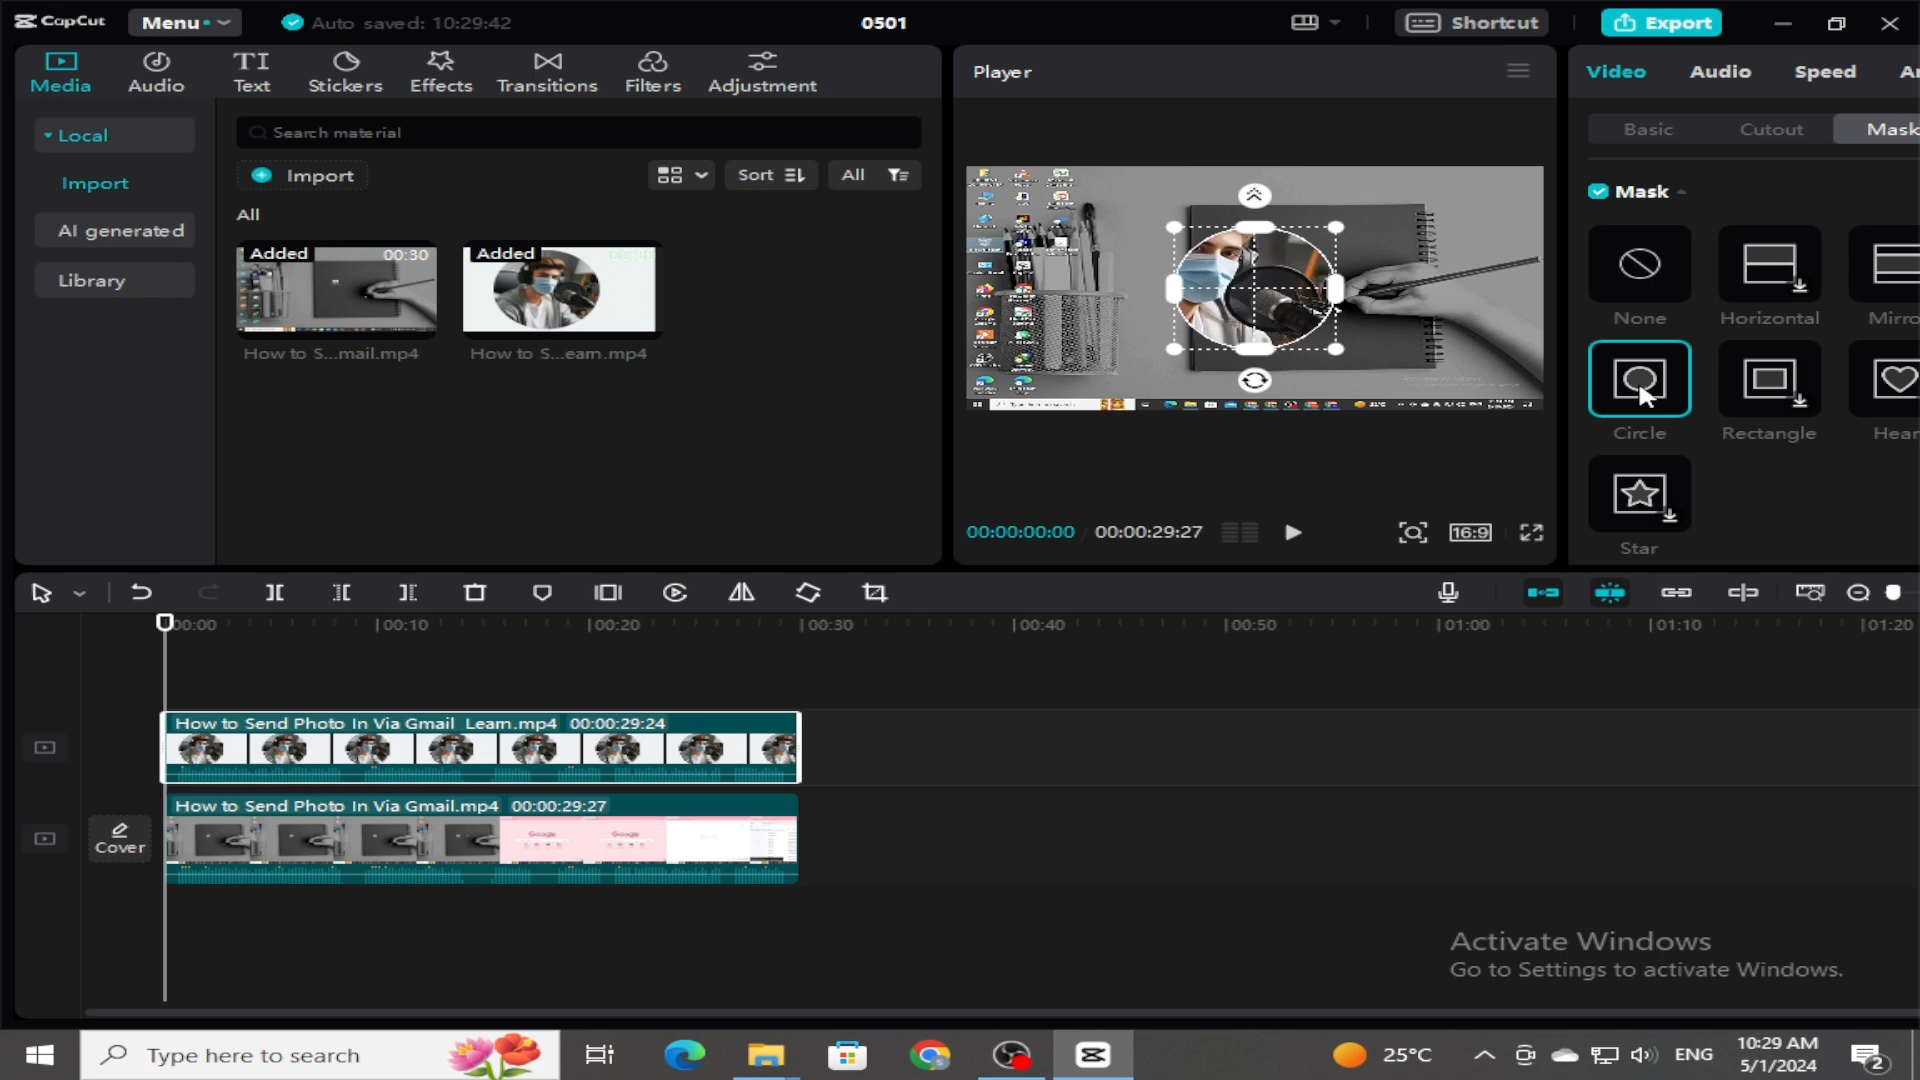 CapCut
Menu
Auto saved: 10:29:42
0501
Shortcut
Export
Media
Audio
Text
Stickers
Effects
Transitions
Filters
Adjustment
Player
Video
Audio
Speed
Local
Import
AI generated
Library
Search material
Import
Sort
All
All
Added
00:30
Added
How to S...mail.mp4
How to S...earn.mp4
Basic
Cutout
Mask
Mask
None
Horizontal
Mirro
Circle
Rectangle
Hear
Star
00:00:00:00
00:00:29:27
16:9
00:00
00:10
00:20
00:30
00:40
00:50
01:00
01:10
01:20
How to Send Photo In Via Gmail Learn.mp4 00:00:29:24
How to Send Photo In Via Gmail.mp4 00:00:29:27
Google
Google
Cover
Activate Windows
Go to Settings to activate Windows.
Type here to search
25°C
ENG
10:29 AM
5/1/2024
2